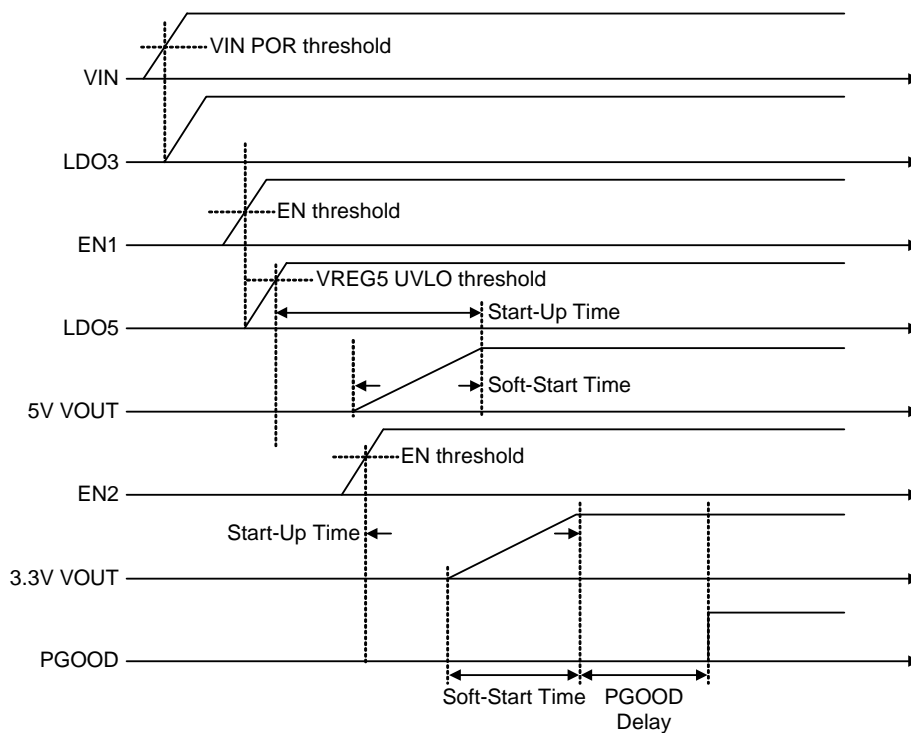 VIN POR threshold
VIN
LDO3
EN threshold
EN1
VREG5 UVLO threshold
Start-Up Time
LDO5
Soft-Start Time
5V VOUT
EN threshold
EN2
Start-Up Time
3.3V VOUT
PGOOD
Soft-Start Time
PGOOD
Delay